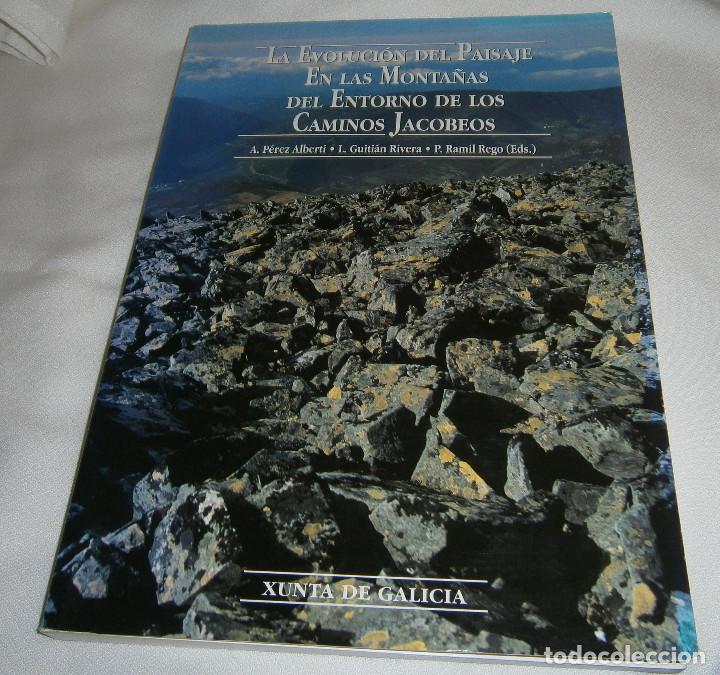 La Evolución del Paisaje
En las Montañas
del Entorno de los
Caminos Jacobeos
A. Pérez Alberti • L. Guitián Rivera • P. Ramil Rego (Eds.)
XUNTA DE GALICIA
todocoleccion